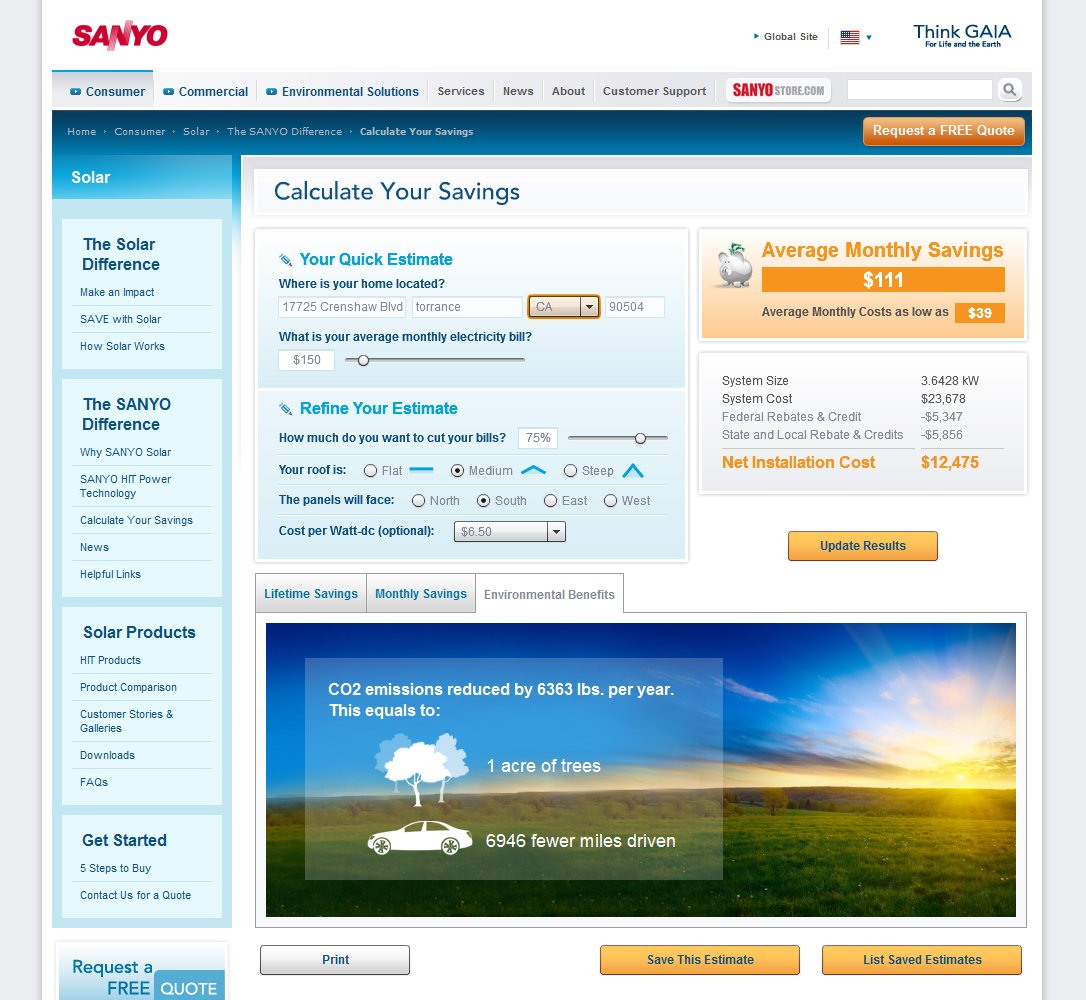 SANYO
Global Site
Think GAIA
For Life and the Earth
Consumer
Commercial
Environmental Solutions
Services
News
About
Customer Support
SANYOSTORE.COM
Home · Consumer · Solar · The SANYO Difference · Calculate Your Savings
Request a FREE Quote
Solar
The Solar
Difference
Make an Impact
SAVE with Solar
How Solar Works
The SANYO
Difference
Why SANYO Solar
SANYO HIT Power
Technology
Calculate Your Savings
News
Helpful Links
Solar Products
HIT Products
Product Comparison
Customer Stories &
Galleries
Downloads
FAQs
Get Started
5 Steps to Buy
Contact Us for a Quote
Request a
FREE QUOTE
Calculate Your Savings
Your Quick Estimate
Where is your home located?
17725 Crenshaw Blvd torrance CA 90504
What is your average monthly electricity bill?
$150
Refine Your Estimate
How much do you want to cut your bills? 75%
Your roof is: Flat Medium Steep
The panels will face: North South East West
Cost per Watt-dc (optional): $6.50
Average Monthly Savings
$111
Average Monthly Costs as low as $39
System Size 3.6428 kW
System Cost $23,678
Federal Rebates & Credit -$5,347
State and Local Rebate & Credits -$5,856
Net Installation Cost $12,475
Update Results
Lifetime Savings
Monthly Savings
Environmental Benefits
CO2 emissions reduced by 6363 lbs. per year.
This equals to:
1 acre of trees
6946 fewer miles driven
Print
Save This Estimate
List Saved Estimates